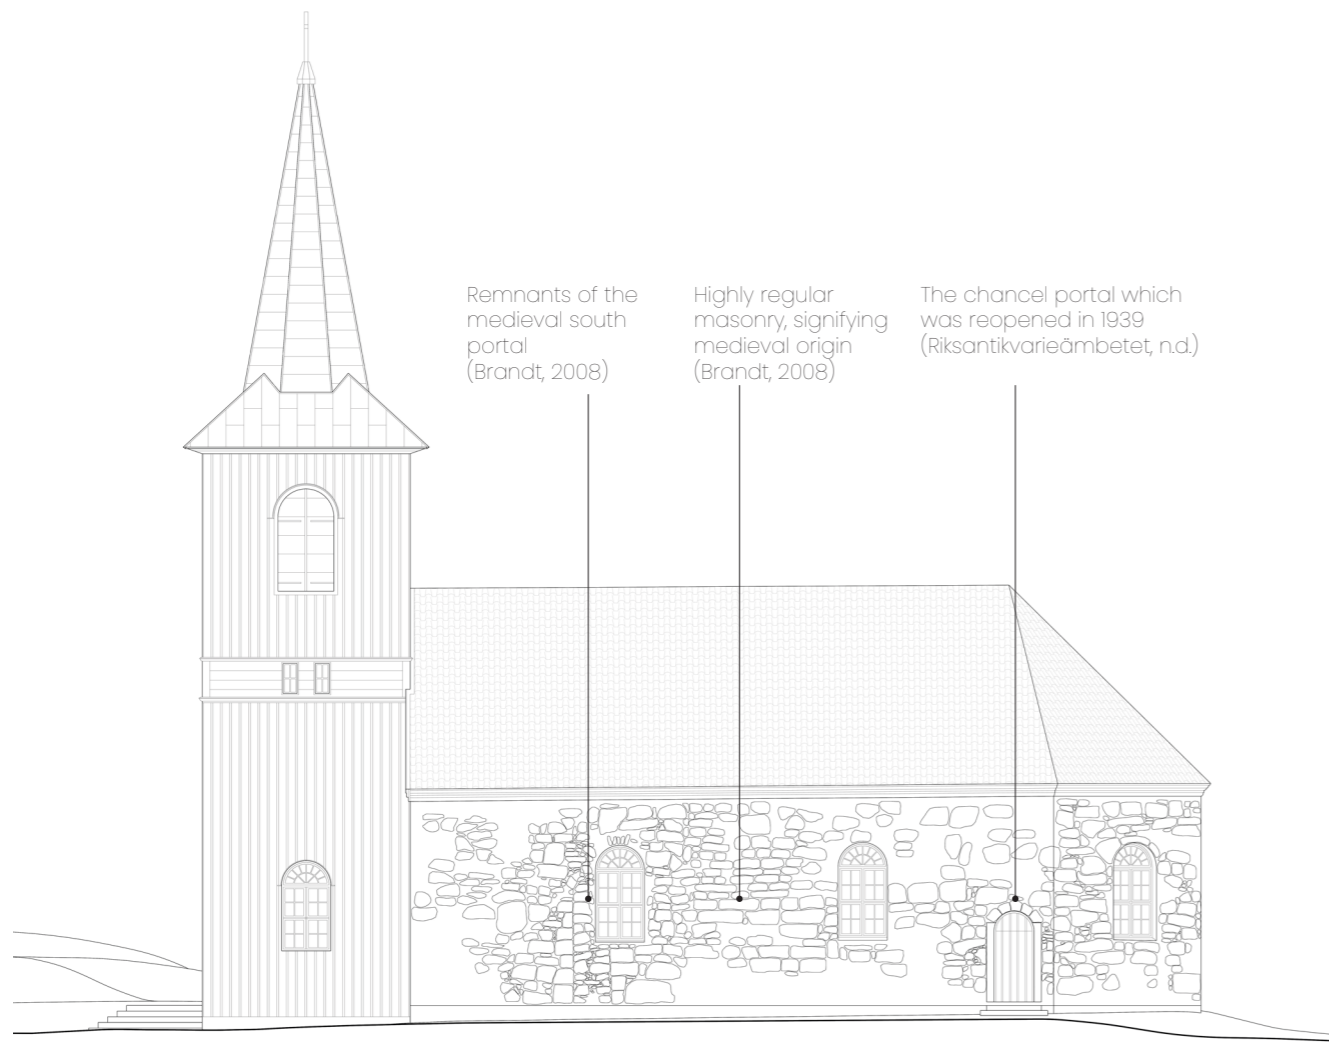 Remnants of the
medieval south
portal
(Brandt, 2008)
Highly regular
masonry, signifying
medieval origin
(Brandt, 2008)
The chancel portal which
was reopened in 1939
(Riksantikvarieämbetet, n.d.)